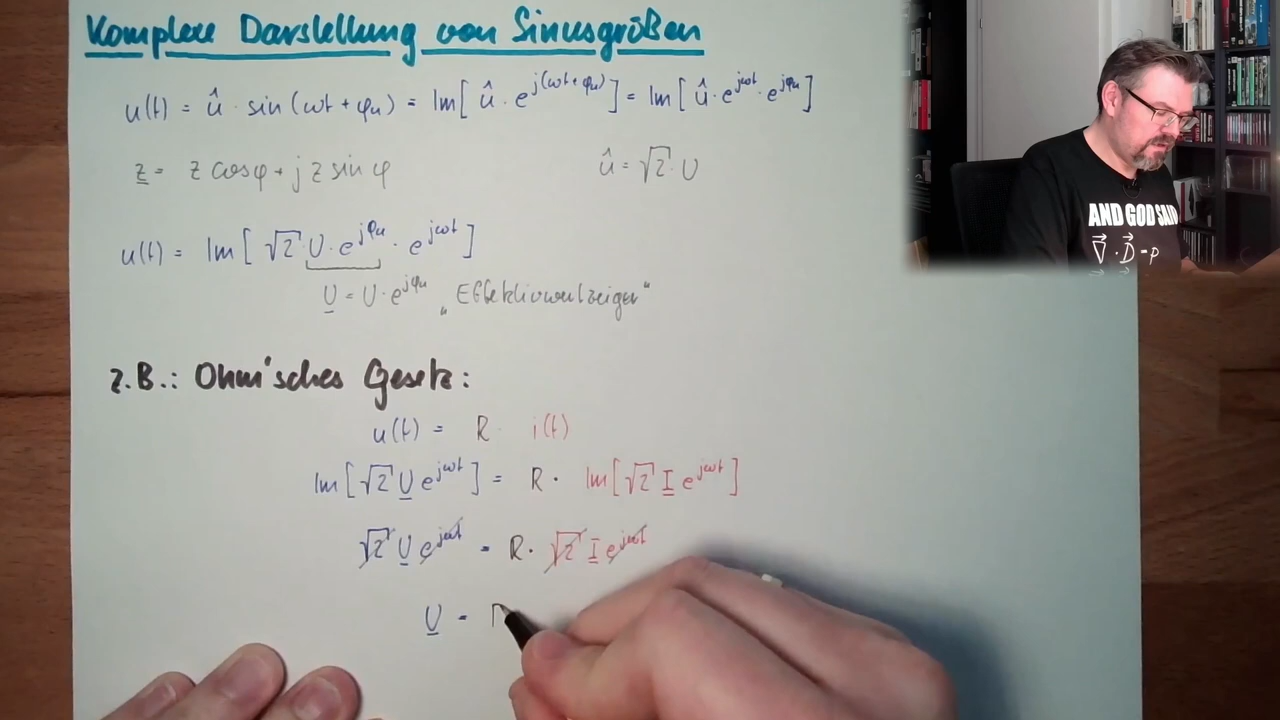 Komplexe Darstellung von Sinusgrößen
u(t) = û · sin (ωt + φu) = Im[ û · e^{j(ωt+φu)} ] = Im[ û · e^{jωt} · e^{jφu} ]
z̲ = z cosφ + j z sin φ
û = √2 · U
u(t) = Im [ √2 U · e^{jφu} · e^{jωt} ]
U̲ = U · e^{jφu} „Effektivwertzeiger“
z.B.: Ohm'sches Gesetz:
u(t) = R · i(t)
Im[ √2 U̲ e^{jωt} ] = R · Im[ √2 I̲ e^{jωt} ]
√2 U̲ e^{jωt} = R · √2 I̲ e^{jωt}
U̲ =
AND GOD SAID
∇⃗ · D⃗ = ρ